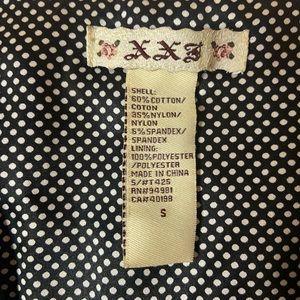 XXI
SHELL:
60%COTTON/
COTON
35%NYLON/
NYLON
5%SPANDEX/
SPANDEX
LINING:
100%POLYESTER
/POLYESTER
MADE IN CHINA
S/#T425
RN#94981
CA#40198
S